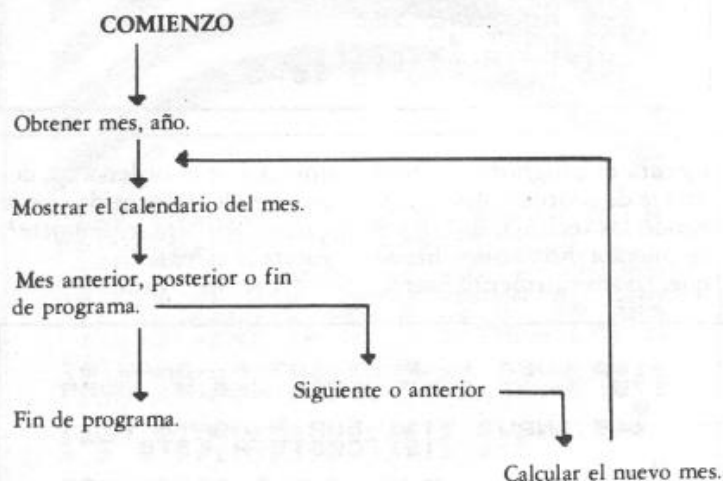 COMIENZO
Obtener mes, año.
Mostrar el calendario del mes.
Mes anterior, posterior o fin
de programa.
Siguiente o anterior
Fin de programa.
Calcular el nuevo mes.